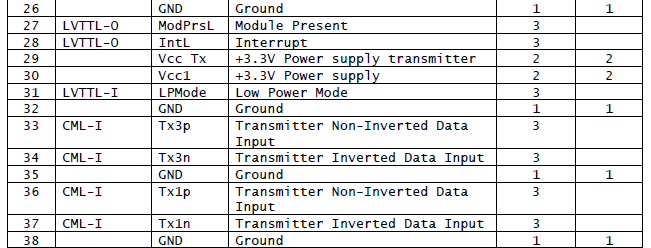 26 GND Ground 1 1
27 LVTTL-O ModPrsL Module Present 3
28 LVTTL-O IntL Interrupt 3
29 Vcc Tx +3.3V Power supply transmitter 2 2
30 Vcc1 +3.3V Power supply 2 2
31 LVTTL-I LPMode Low Power Mode 3
32 GND Ground 1 1
33 CML-I Tx3p Transmitter Non-Inverted Data 3
Input
34 CML-I Tx3n Transmitter Inverted Data Input 3
35 GND Ground 1 1
36 CML-I Tx1p Transmitter Non-Inverted Data 3
Input
37 CML-I Tx1n Transmitter Inverted Data Input 3
38 GND Ground 1 1